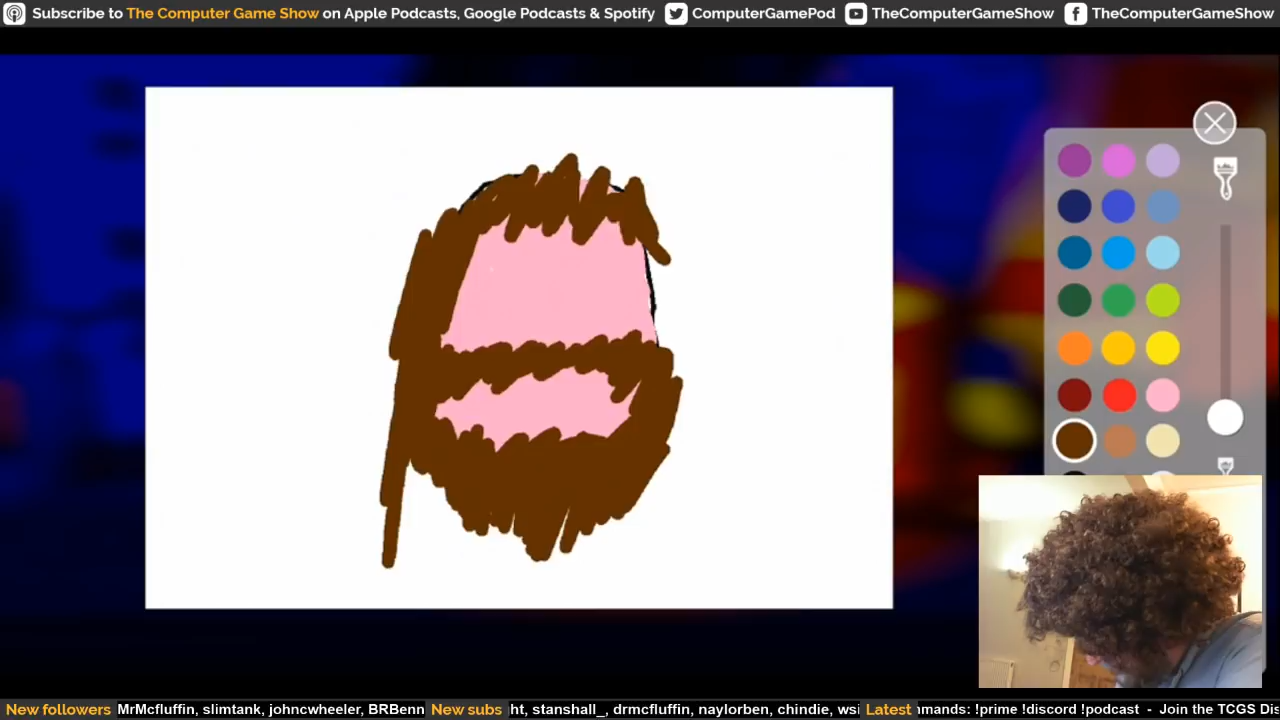 Subscribe to The Computer Game Show on Apple Podcasts, Google Podcasts & Spotify ComputerGamePod TheComputerGameShow TheComputerGameShow
New followers MrMcfluffin, slimtank, johncwheeler, BRBenn New subs ht, stanshall_, drmcfluffin, naylorben, chindie, wsi Latest mands: !prime !discord !podcast - Join the TCGS Dis